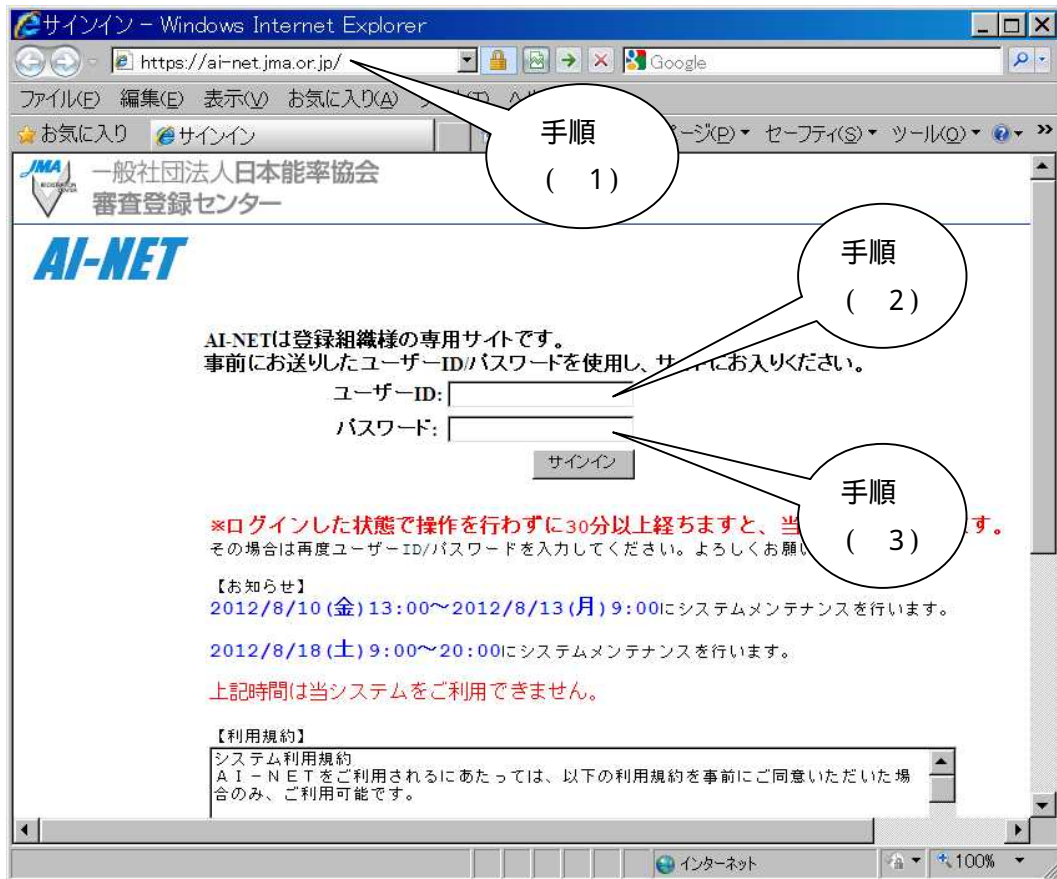 サインイン - Windows Internet Explorer
https://ai-net.jma.or.jp/
Google
ファイル(F) 編集(E) 表示(V) お気に入り(A)
手順
( 1)
お気に入り サインイン
ページ(P) セーフティ(S) ツール(O)
JMA
一般社団法人日本能率協会
審査登録センター
AI-NET
手順
( 2)
AI-NETは登録組織様の専用サイトです。
事前にお送りしたユーザーID/パスワードを使用し、サイトにお入りください。
ユーザーID:
パスワード:
サインイン
手順
( 3)
※ログインした状態で操作を行わずに30分以上経ちますと、当 す。
その場合は再度ユーザーID/パスワードを入力してください。よろしくお願い
【お知らせ】
2012/8/10(金)13:00〜2012/8/13(月)9:00にシステムメンテナンスを行います。
2012/8/18(土)9:00〜20:00にシステムメンテナンスを行います。
上記時間は当システムをご利用できません。
【利用規約】
システム利用規約
AI-NETをご利用されるにあたっては、以下の利用規約を事前にご同意いただいた場
合のみ、ご利用可能です。
インターネット
100%